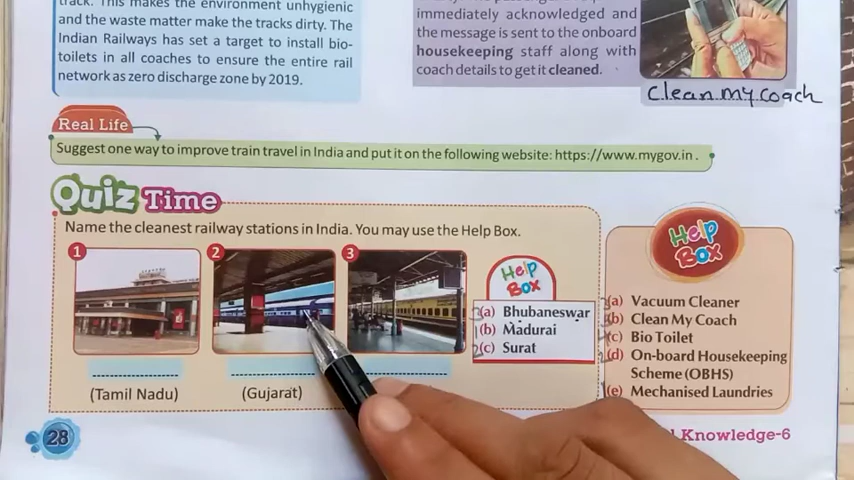 track. This makes the environment unhygienic
and the waste matter make the tracks dirty. The
Indian Railways has set a target to install bio-
toilets in all coaches to ensure the entire rail
network as zero discharge zone by 2019.
immediately acknowledged and
the message is sent to the onboard
housekeeping staff along with
coach details to get it cleaned.
Clean my coach
Real Life
Suggest one way to improve train travel in India and put it on the following website: https://www.mygov.in.
Quiz Time
Name the cleanest railway stations in India. You may use the Help Box.
1
2
3
(Tamil Nadu)
(Gujarat)
Help
Box
(a) Bhubaneswar
(b) Madurai
(c) Surat
Help
Box
(a) Vacuum Cleaner
(b) Clean My Coach
(c) Bio Toilet
(d) On-board Housekeeping
Scheme (OBHS)
(e) Mechanised Laundries
28
Knowledge-6